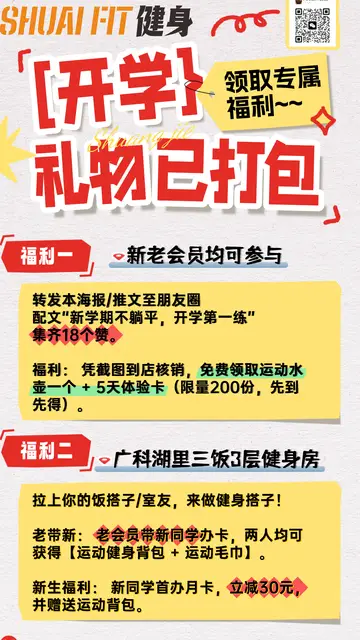 SHUAI FIT 健身
[开学]
领取专属
福利~~
Shuang jie
礼物已打包
福利一
新老会员均可参与
转发本海报/推文至朋友圈
配文“新学期不躺平，开学第一练”
集齐18个赞。
福利： 凭截图到店核销，免费领取运动水
壶一个 + 5天体验卡（限量200份，先到
先得）。
福利二
广科湖里三饭3层健身房
拉上你的饭搭子/室友，来做健身搭子！
老带新： 老会员带新同学办卡，两人均可
获得【运动健身背包 + 运动毛巾】。
新生福利： 新同学首办月卡，立减30元，
并赠送运动背包。